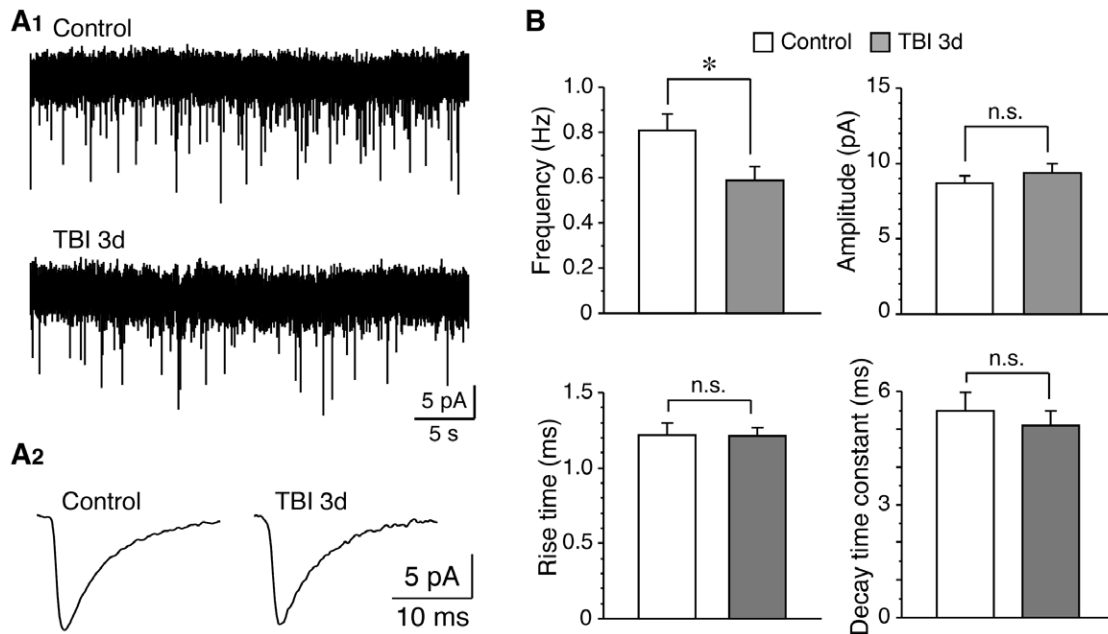 A1
Control
TBI 3d
5 pA
5 s
A2
Control
TBI 3d
5 pA
10 ms
B
Control
TBI 3d
Frequency (Hz)
1.0
0.8
0.6
0.4
0.2
0
*
Amplitude (pA)
15
10
5
0
n.s.
Rise time (ms)
1.5
1.0
0.5
0
n.s.
Decay time constant (ms)
6
3
0
n.s.